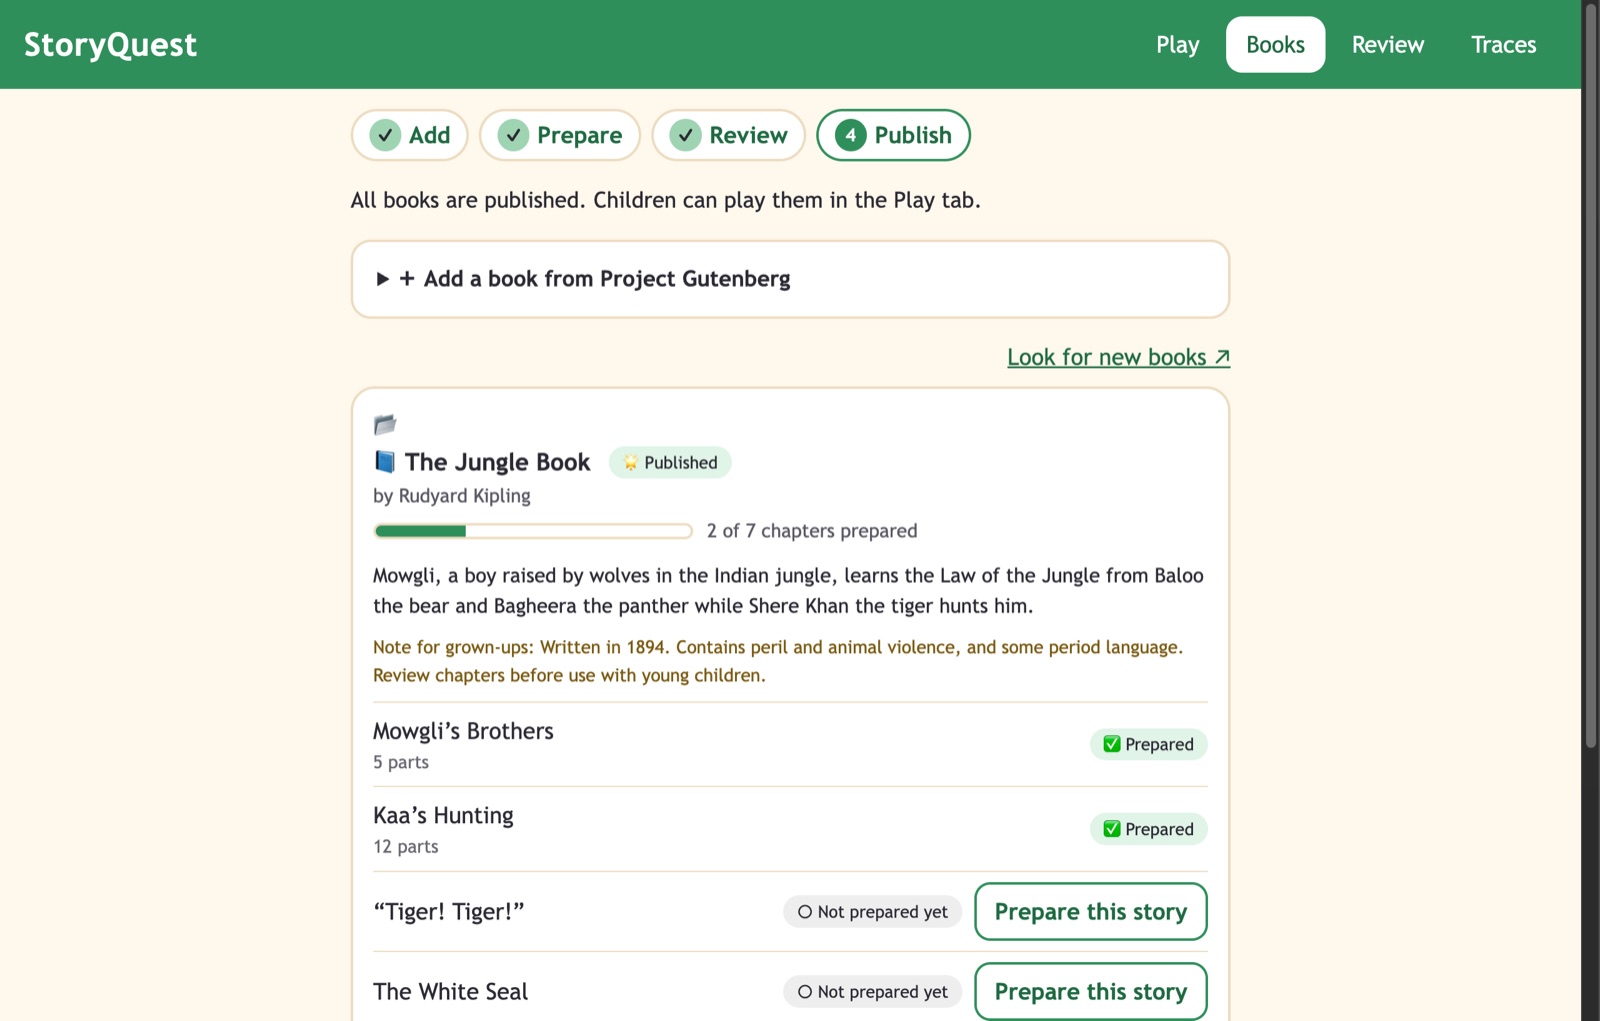 StoryQuest
Play
Books
Review
Traces
✓ Add
✓ Prepare
✓ Review
4 Publish
All books are published. Children can play them in the Play tab.
▶ + Add a book from Project Gutenberg
Look for new books ↗
The Jungle Book
Published
by Rudyard Kipling
2 of 7 chapters prepared
Mowgli, a boy raised by wolves in the Indian jungle, learns the Law of the Jungle from Baloo
the bear and Bagheera the panther while Shere Khan the tiger hunts him.
Note for grown-ups: Written in 1894. Contains peril and animal violence, and some period language.
Review chapters before use with young children.
Mowgli’s Brothers
5 parts
✅ Prepared
Kaa’s Hunting
12 parts
✅ Prepared
“Tiger! Tiger!”
Not prepared yet
Prepare this story
The White Seal
Not prepared yet
Prepare this story